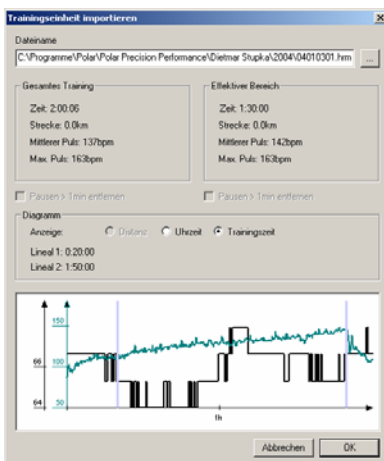 Trainingseinheit importieren
Dateiname
C:\Programme\Polar\Polar Precision Performance\Dietmar Stupka\2004\04010301.hrm ...
Gesamtes Training
Effektiver Bereich
Zeit: 2:00:06
Strecke: 0.0km
Mittlerer Puls: 137bpm
Max. Puls: 163bpm
Zeit: 1:30:00
Strecke: 0.0km
Mittlerer Puls: 142bpm
Max. Puls: 163bpm
Pausen > 1min entfernen
Pausen > 1min entfernen
Diagramm
Anzeige: Distanz Uhrzeit Trainingszeit
Lineal 1: 0:20:00
Lineal 2: 1:50:00
150
66 100
64 50
1h
Abbrechen OK